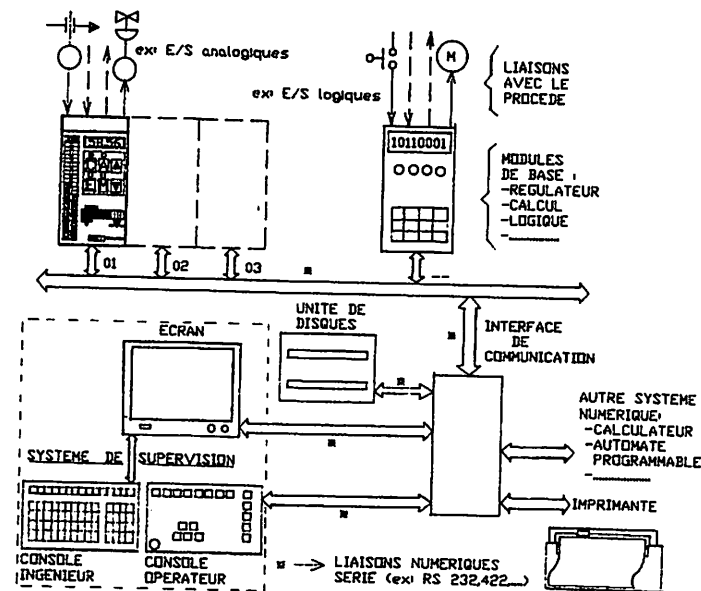 ex: E/S analogiques
ex: E/S logiques
M
LIAISONS
AVEC LE
PROCEDE
58.56
10110001
MODULES
DE BASE :
-REGULATEUR
-CALCUL
-LOGIQUE
-
01
02
03
¤
--
ECRAN
UNITE DE
DISQUES
¤
INTERFACE
DE
COMMUNICATION
¤
¤
AUTRE SYSTEME
NUMERIQUE:
-CALCULATEUR
-AUTOMATE
PROGRAMMABLE
-
SYSTEME DE SUPERVISION
¤
IMPRIMANTE
CONSOLE
INGENIEUR
CONSOLE
OPERATEUR
¤ --> LIAISONS NUMERIQUES
SERIE (ex: RS 232,422,...)